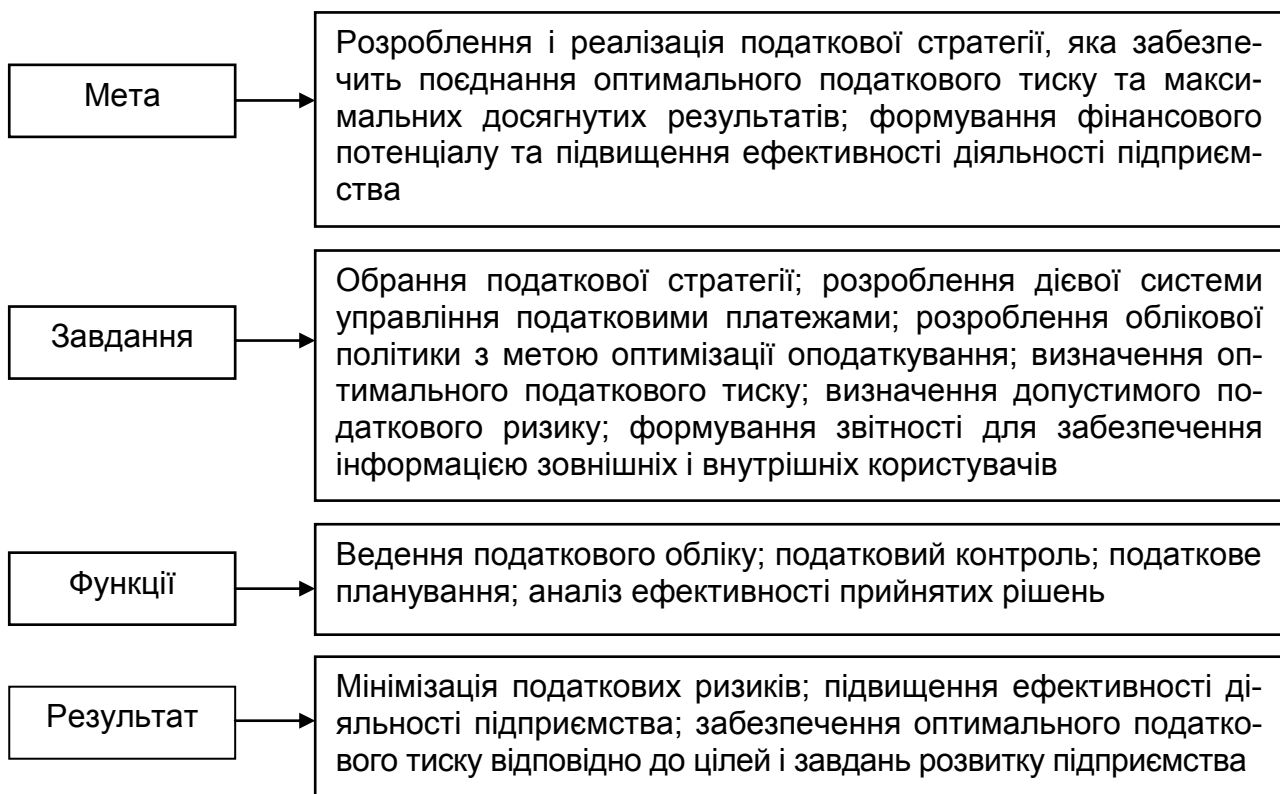 Мета
Розроблення і реалізація податкової стратегії, яка забезпе-
чить поєднання оптимального податкового тиску та макси-
мальних досягнутих результатів; формування фінансового
потенціалу та підвищення ефективності діяльності підприєм-
ства
Завдання
Обрання податкової стратегії; розроблення дієвої системи
управління податковими платежами; розроблення облікової
політики з метою оптимізації оподаткування; визначення оп-
тимального податкового тиску; визначення допустимого по-
даткового ризику; формування звітності для забезпечення
інформацією зовнішніх і внутрішніх користувачів
Функції
Ведення податкового обліку; податковий контроль; податкове
планування; аналіз ефективності прийнятих рішень
Результат
Мінімізація податкових ризиків; підвищення ефективності ді-
яльності підприємства; забезпечення оптимального податко-
вого тиску відповідно до цілей і завдань розвитку підприємства